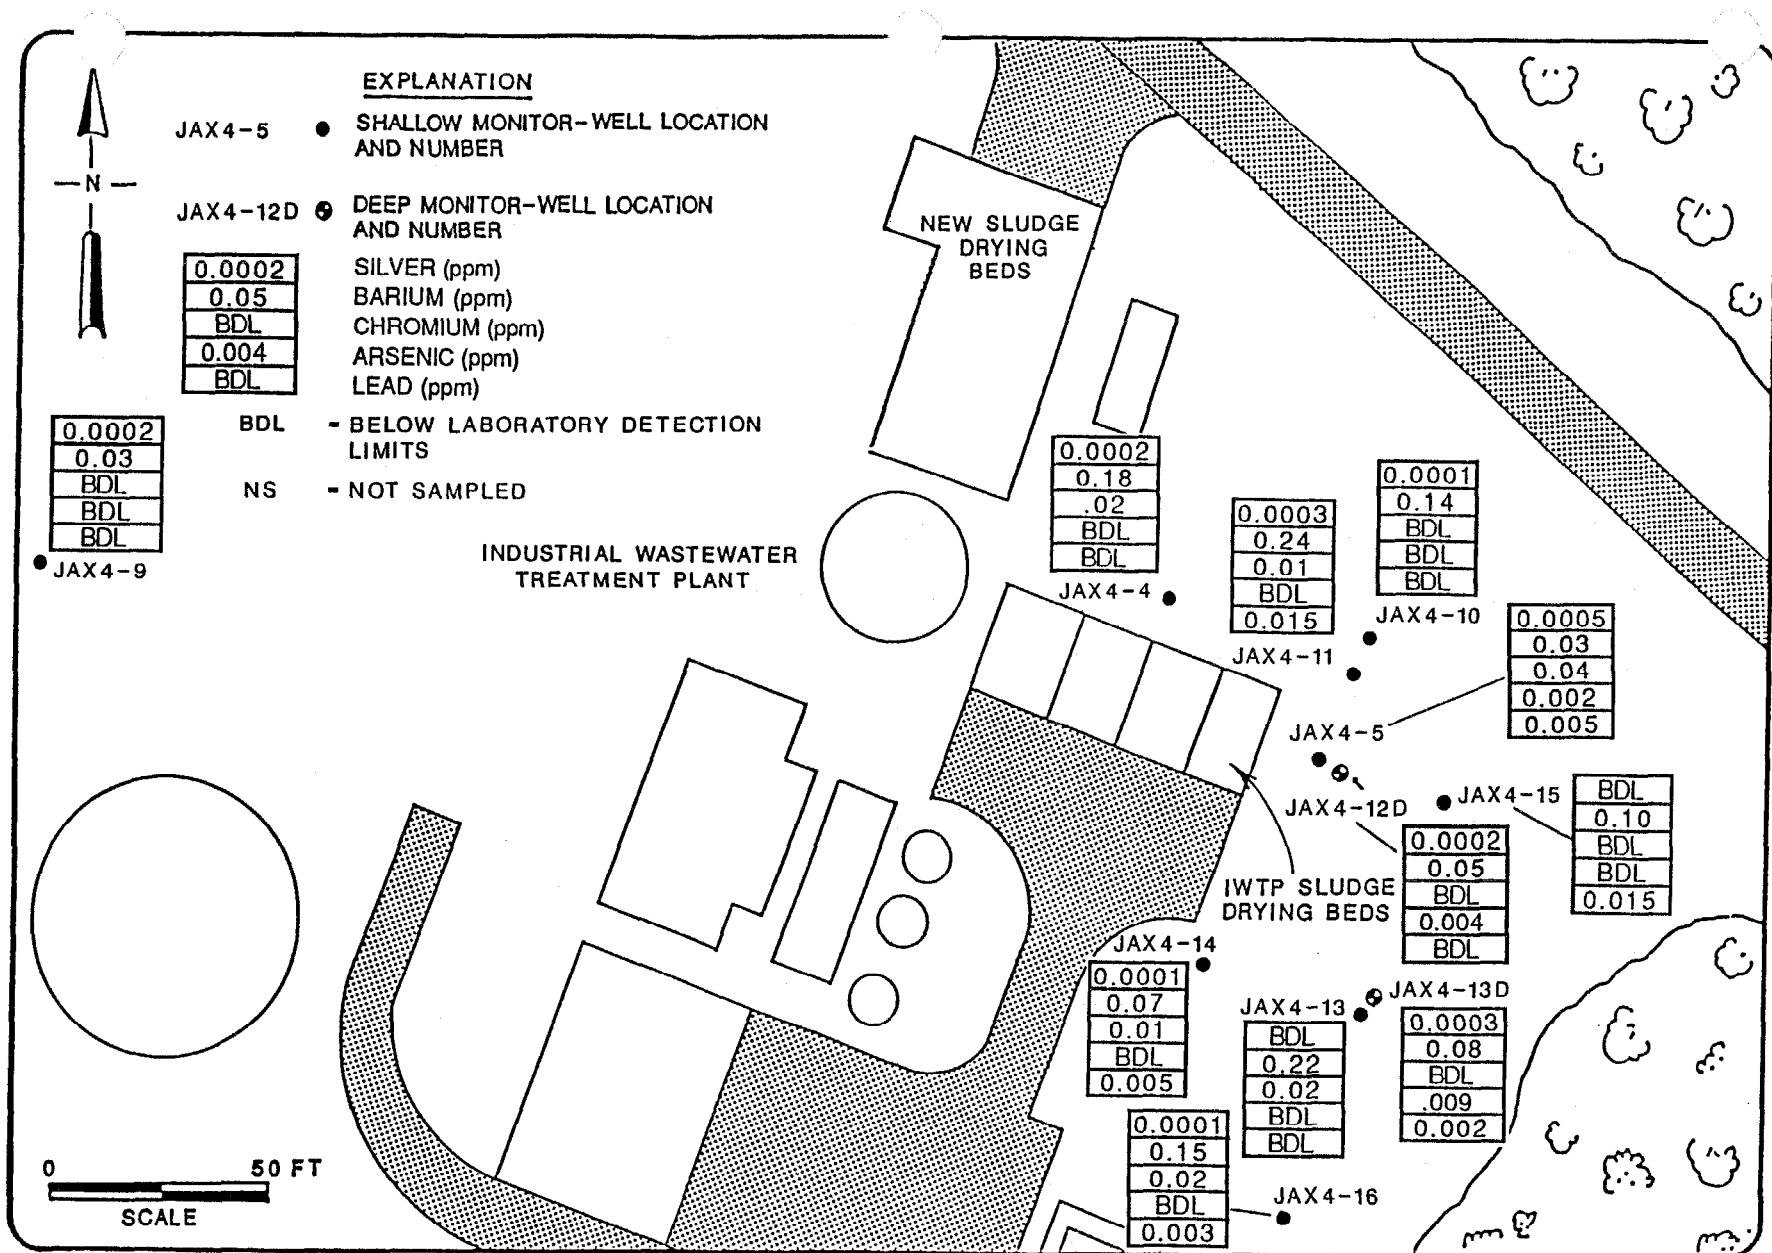 EXPLANATION
JAX4-5
SHALLOW MONITOR-WELL LOCATION
AND NUMBER
N
JAX4-12D
DEEP MONITOR-WELL LOCATION
AND NUMBER
0.0002 SILVER (ppm)
0.05 BARIUM (ppm)
BDL CHROMIUM (ppm)
0.004 ARSENIC (ppm)
BDL LEAD (ppm)
BDL - BELOW LABORATORY DETECTION
LIMITS
NS - NOT SAMPLED
0.0002
0.03
BDL
BDL
BDL
JAX4-9
NEW SLUDGE
DRYING
BEDS
INDUSTRIAL WASTEWATER
TREATMENT PLANT
0.0002
0.18
.02
BDL
BDL
JAX4-4
0.0003
0.24
0.01
BDL
0.015
JAX4-11
0.0001
0.14
BDL
BDL
BDL
JAX4-10
0.0005
0.03
0.04
0.002
0.005
JAX4-5
JAX4-12D
0.0002
0.05
BDL
0.004
BDL
JAX4-15
BDL
0.10
BDL
BDL
0.015
IWTP SLUDGE
DRYING BEDS
JAX4-14
0.0001
0.07
0.01
BDL
0.005
JAX4-13
BDL
0.22
0.02
BDL
BDL
JAX4-13D
0.0003
0.08
BDL
.009
0.002
0.0001
0.15
0.02
BDL
0.003
JAX4-16
0 50 FT
SCALE